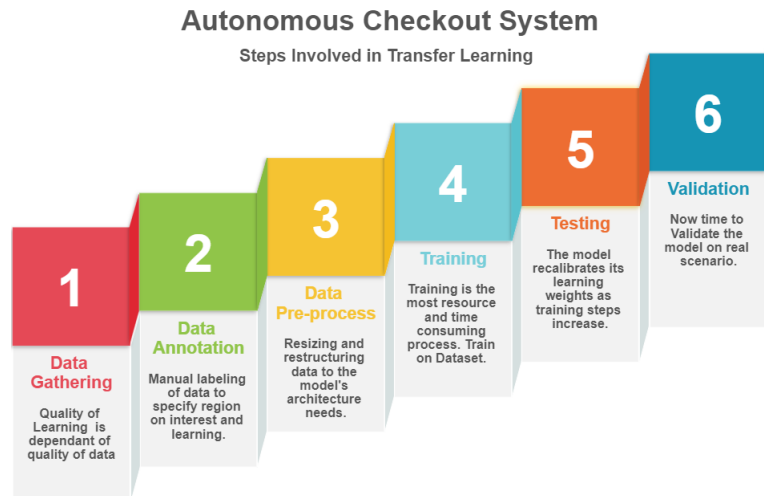 Autonomous Checkout System
Steps Involved in Transfer Learning
1
Data
Gathering
Quality of
Learning is
dependant of
quality of data
2
Data
Annotation
Manual labeling
of data to
specify region
on interest and
learning.
3
Data
Pre-process
Resizing and
restructuring
data to the
model's
architecture
needs.
4
Training
Training is the
most resource
and time
consuming
process. Train
on Dataset.
5
Testing
The model
recalibrates its
learning
weights as
training steps
increase.
6
Validation
Now time to
Validate the
model on real
scenario.